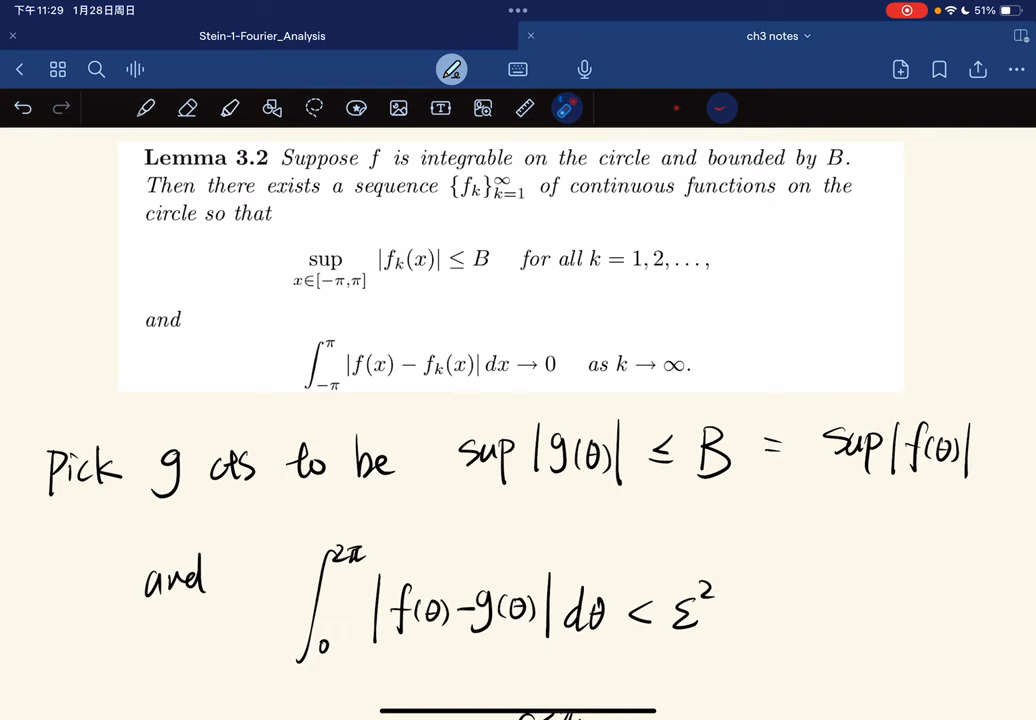 下午11:29 1月28日周日
51%
Stein-1-Fourier_Analysis
ch3 notes
Lemma 3.2 Suppose f is integrable on the circle and bounded by B.
Then there exists a sequence {f_k}_{k=1}^∞ of continuous functions on the
circle so that
sup_{x∈[−π,π]} |f_k(x)| ≤ B for all k = 1, 2, . . . ,
and
∫_{−π}^{π} |f(x) − f_k(x)| dx → 0 as k → ∞.
Pick g cts to be sup |g(θ)| ≤ B = sup |f(θ)|
and ∫_0^{2π} |f(θ)-g(θ)| dθ < ε^2